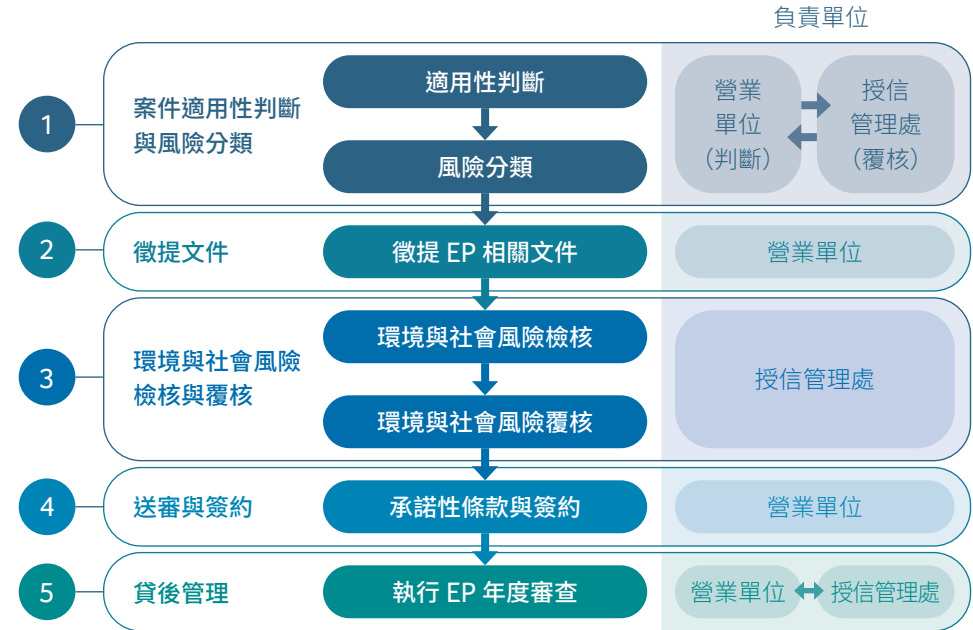 負責單位
1
案件適用性判斷
與風險分類
適用性判斷
風險分類
營業
單位
（判斷）
授信
管理處
（覆核）
2
徵提文件
徵提 EP 相關文件
營業單位
3
環境與社會風險
檢核與覆核
環境與社會風險檢核
環境與社會風險覆核
授信管理處
4
送審與簽約
承諾性條款與簽約
營業單位
5
貸後管理
執行 EP 年度審查
營業單位
授信管理處